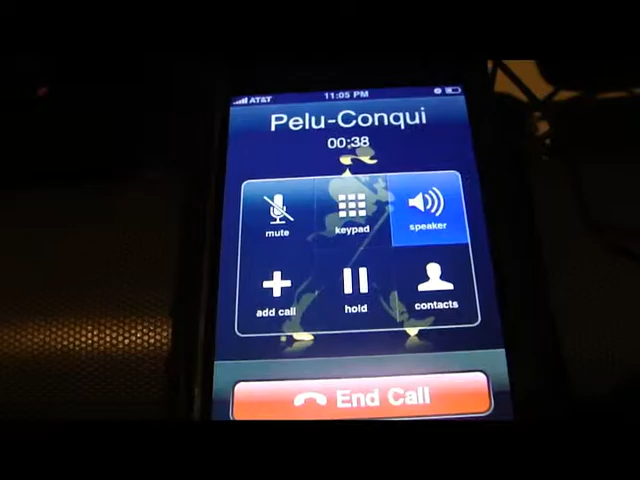 AT&T 11:05 PM
Pelu-Conqui
00:38
mute keypad speaker
add call hold contacts
End Call